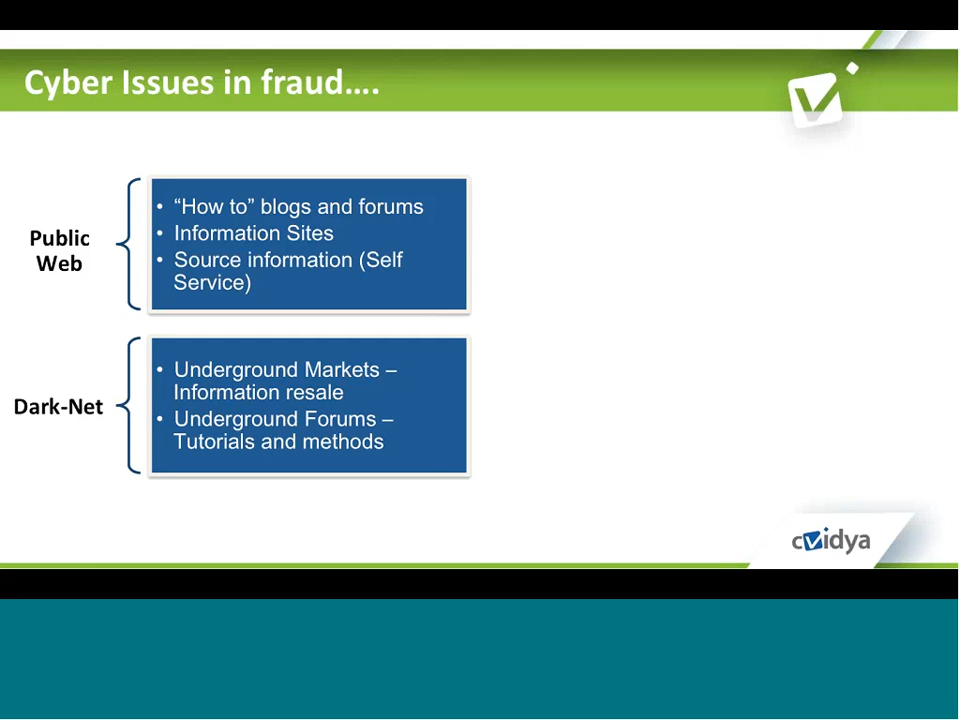 Cyber Issues in fraud....
Public
Web
• “How to” blogs and forums
• Information Sites
• Source information (Self
Service)
Dark-Net
• Underground Markets –
Information resale
• Underground Forums –
Tutorials and methods
cvidya